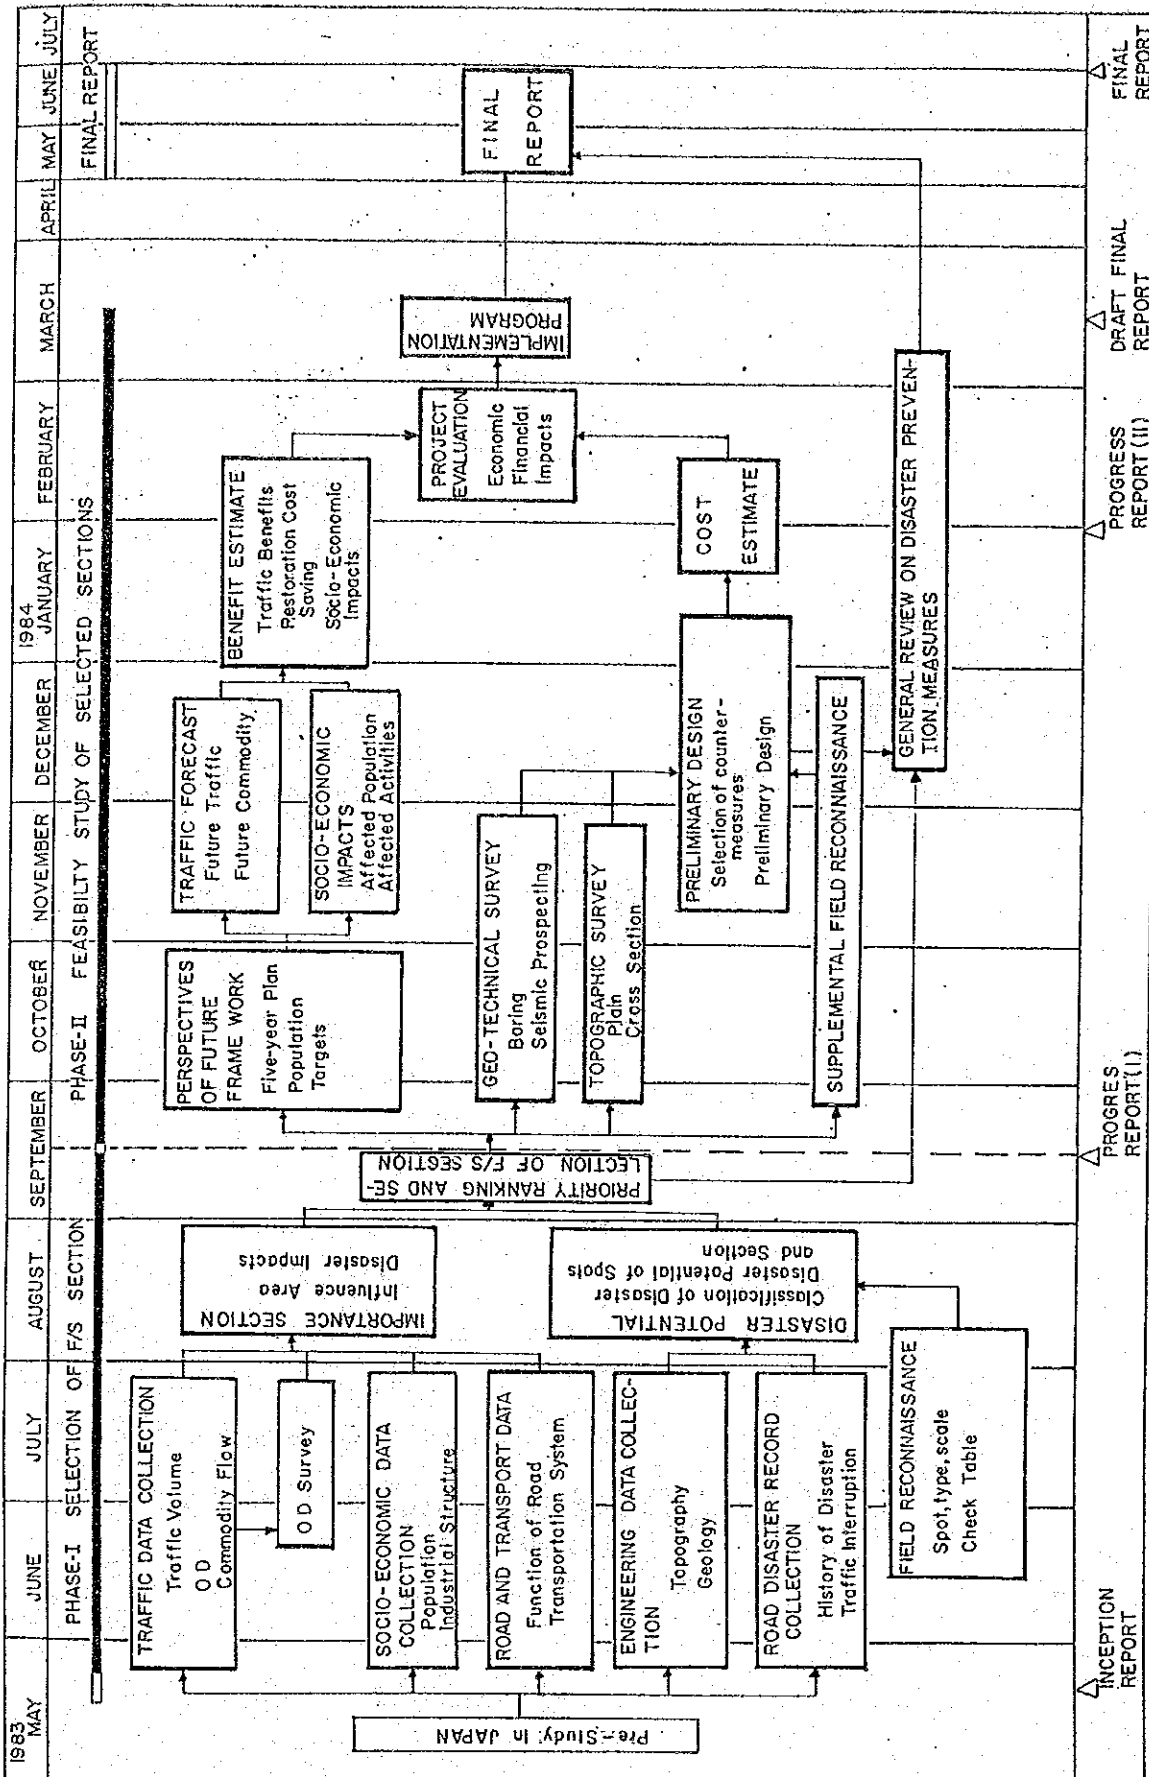 1983
MAY
JUNE
JULY
AUGUST
SEPTEMBER
OCTOBER
NOVEMBER
DECEMBER
1984
JANUARY
FEBRUARY
MARCH
APRIL
MAY
JUNE
JULY
PHASE-I SELECTION OF F/S SECTION
PHASE-II FEASIBILTY STUDY OF SELECTED SECTIONS
FINAL REPORT
Pre-Study in JAPAN
TRAFFIC DATA COLLECTION
Traffic Volume
OD
Commodity Flow
OD Survey
SOCIO-ECONOMIC DATA
COLLECTION
Population
Industrial Structure
ROAD AND TRANSPORT DATA
Function of Road
Transportation System
ENGINEERING DATA COLLEC-
TION
Topography
Geology
ROAD DISASTER RECORD
COLLECTION
History of Disaster
Traffic Interruption
FIELD RECONNAISSANCE
Spot, type, scale
Check Table
IMPORTANCE SECTION
Influence Area
Disaster Impacts
DISASTER POTENTIAL
Classification of Disaster
Disaster Potential of Spots
and Section
PRIORITY RANKING AND SE-
LECTION OF F/S SECTION
PERSPECTIVES
OF FUTURE
FRAME WORK
Five-year Plan
Population
Targets
GEO-TECHNICAL SURVEY
Boring
Seismic Prospecting
TOPOGRAPHIC SURVEY
Plain
Cross Section
SUPPLEMENTAL FIELD RECONNAISSANCE
TRAFFIC FORECAST
Future Traffic
Future Commodity
SOCIO-ECONOMIC
IMPACTS
Affected Population
Affected Activities
PRELIMINARY DESIGN
Selection of counter-
measures
Preliminary Design
GENERAL REVIEW ON DISASTER PREVEN-
TION MEASURES
BENEFIT ESTIMATE
Traffic Benefits
Restoration Cost
Saving
Socio-Economic
Impacts
COST
ESTIMATE
PROJECT
EVALUATION
Economic
Financial
Impacts
IMPLEMENTATION
PROGRAM
FINAL
REPORT
INCEPTION
REPORT
PROGRES
REPORT(I)
PROGRESS
REPORT(II)
DRAFT FINAL
REPORT
FINAL
REPORT